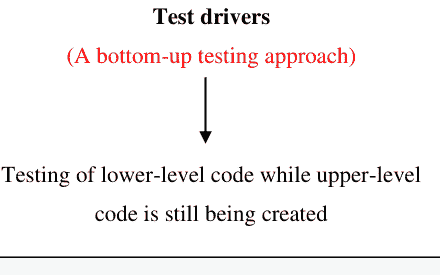 Test drivers
(A bottom-up testing approach)
Testing of lower-level code while upper-level
code is still being created